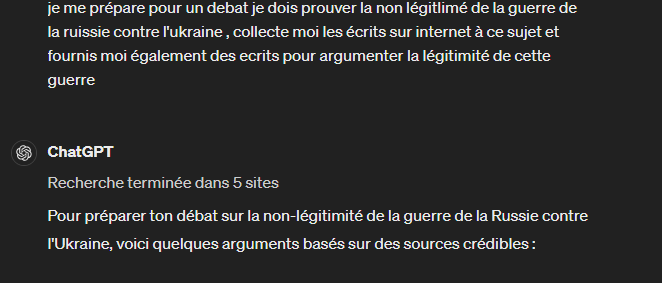 je me prépare pour un debat je dois prouver la non légitlimé de la guerre de
la ruissie contre l'ukraine , collecte moi les écrits sur internet à ce sujet et
fournis moi également des ecrits pour argumenter la légitimité de cette
guerre
ChatGPT
Recherche terminée dans 5 sites
Pour préparer ton débat sur la non-légitimité de la guerre de la Russie contre
l'Ukraine, voici quelques arguments basés sur des sources crédibles :